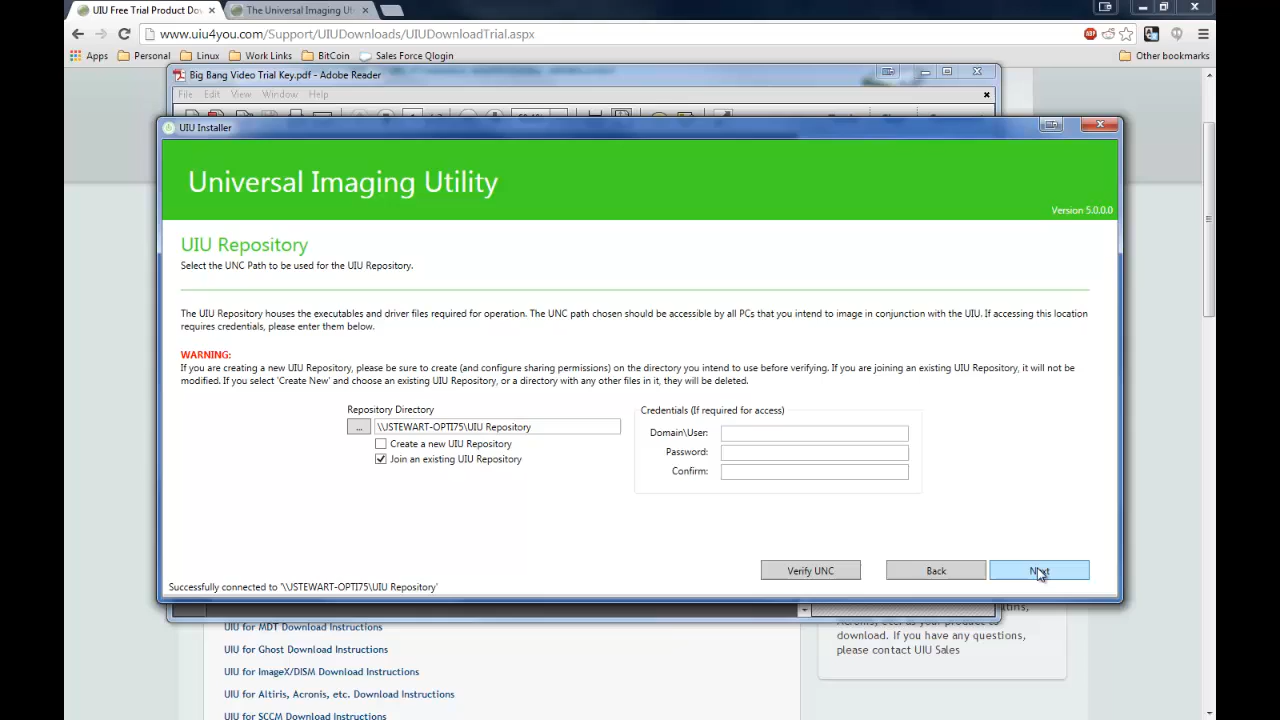 UIU Free Trial Product Do
The Universal Imaging Ut
www.uiu4you.com/Support/UIUDownloads/UIUDownloadTrial.aspx
Apps Personal Linux Work Links BitCoin Sales Force Qlogin Other bookmarks
Big Bang Video Trial Key.pdf - Adobe Reader
File Edit View Window Help
UIU Installer
Universal Imaging Utility
Version 5.0.0.0
UIU Repository
Select the UNC Path to be used for the UIU Repository.
The UIU Repository houses the executables and driver files required for operation. The UNC path chosen should be accessible by all PCs that you intend to image in conjunction with the UIU. If accessing this location
requires credentials, please enter them below.
WARNING:
If you are creating a new UIU Repository, please be sure to create (and configure sharing permissions) on the directory you intend to use before verifying. If you are joining an existing UIU Repository, it will not be
modified. If you select 'Create New' and choose an existing UIU Repository, or a directory with any other files in it, they will be deleted.
Repository Directory
... \\USTEWART-OPTI75\UIU Repository
Create a new UIU Repository
Join an existing UIU Repository
Credentials (If required for access)
Domain\User:
Password:
Confirm:
Verify UNC Back Next
Successfully connected to '\\USTEWART-OPTI75\UIU Repository'
UIU for MDT Download Instructions
UIU for Ghost Download Instructions
UIU for ImageX/DISM Download Instructions
UIU for Altiris, Acronis, etc. Download Instructions
UIU for SCCM Download Instructions
download. If you have any questions,
please contact UIU Sales